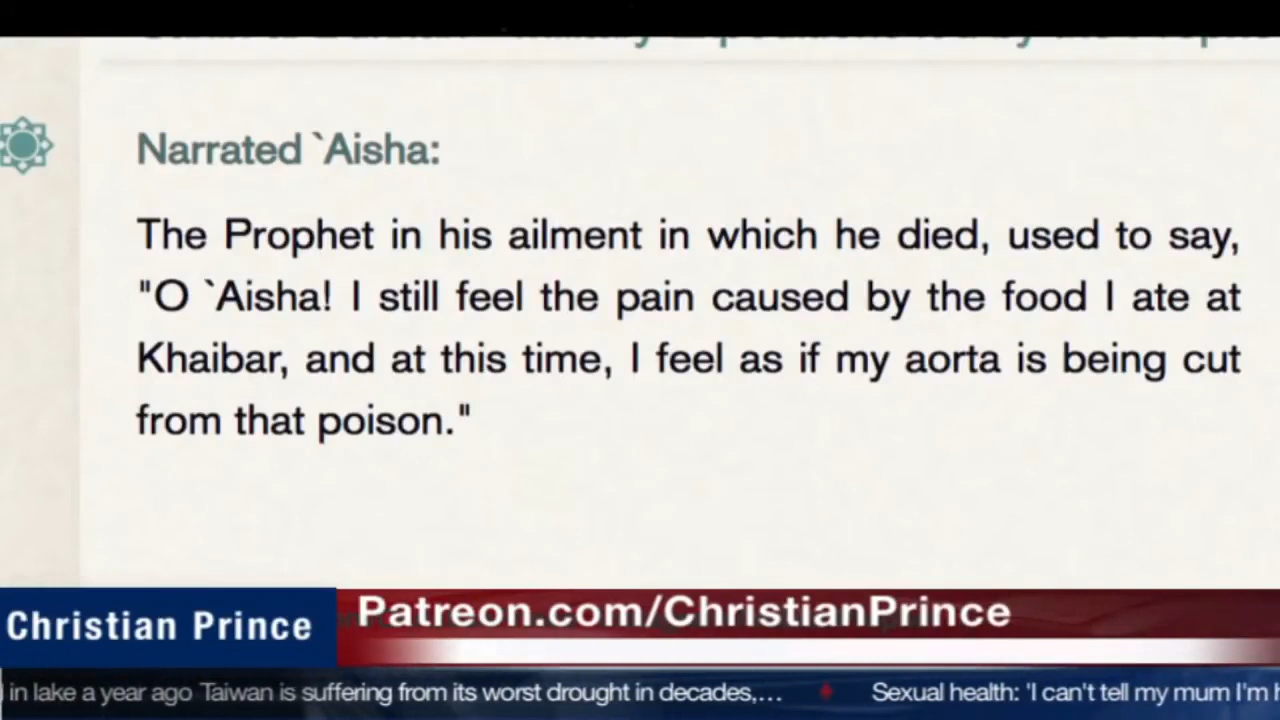 Narrated `Aisha:
The Prophet in his ailment in which he died, used to say,
"O `Aisha! I still feel the pain caused by the food I ate at
Khaibar, and at this time, I feel as if my aorta is being cut
from that poison."
Christian Prince
Patreon.com/ChristianPrince
in lake a year ago Taiwan is suffering from its worst drought in decades,... Sexual health: 'I can't tell my mum I'm